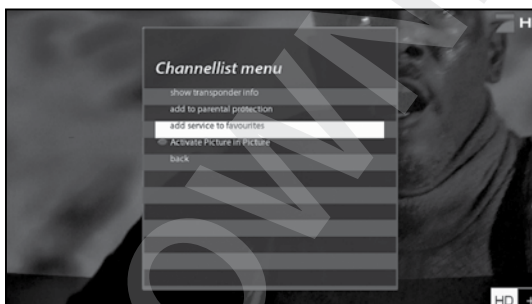 H
Channellist menu
show transponder info
add to parental protection
add service to favourites
Activate Picture in Picture
back
HD